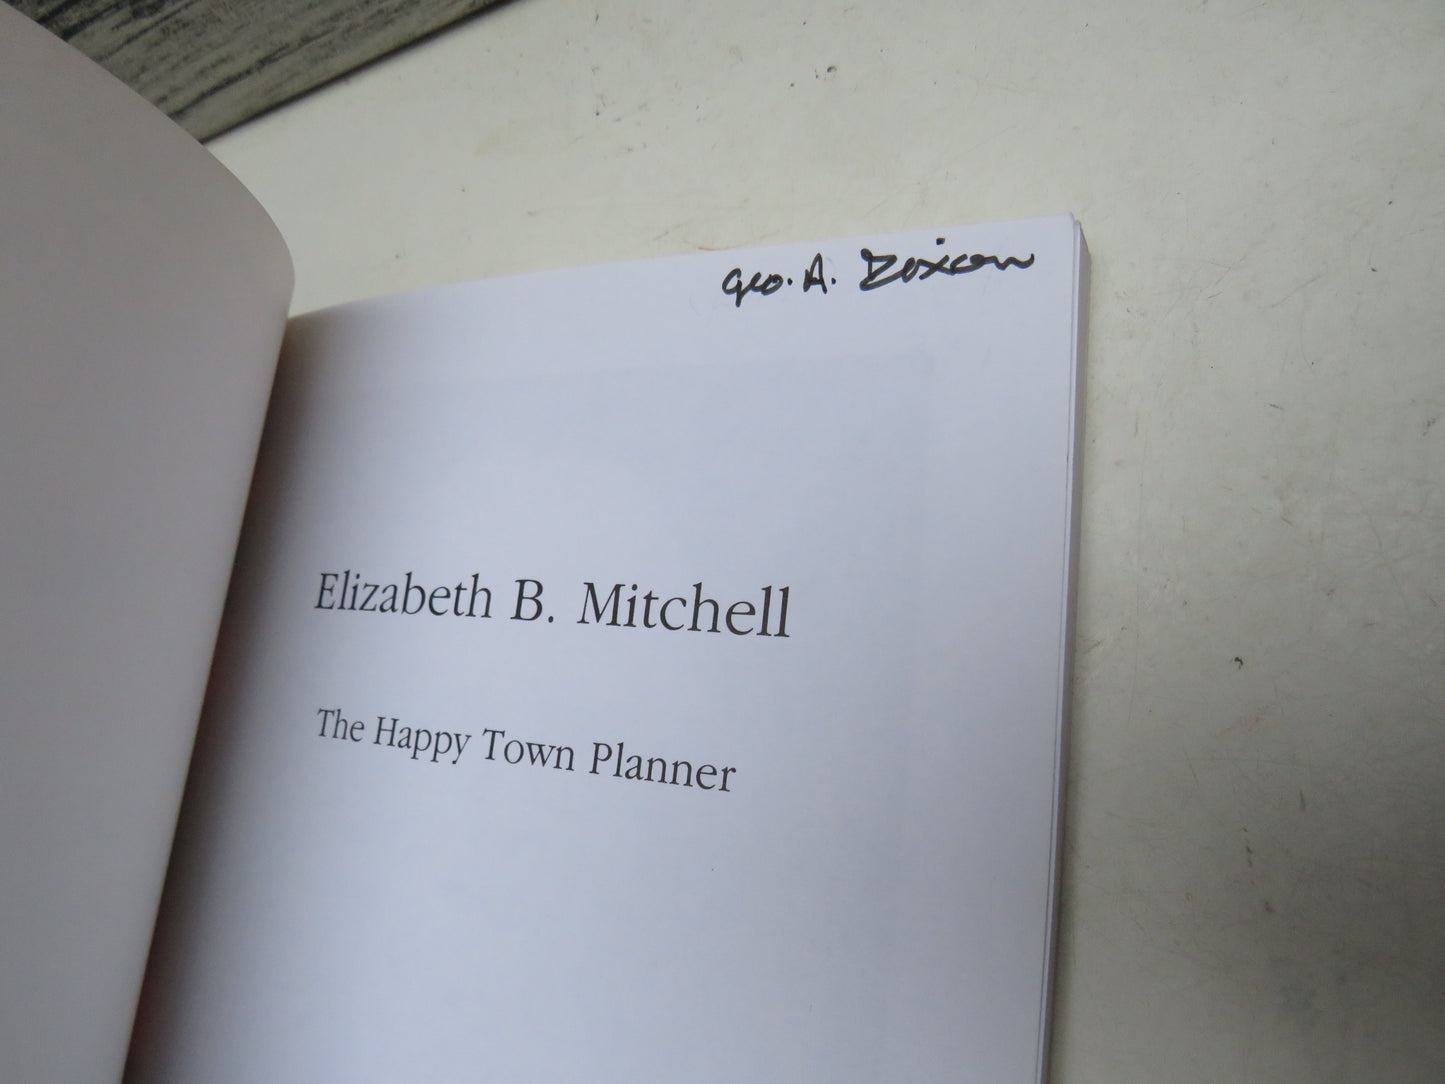 Geo. A. Dixon
Elizabeth B. Mitchell
The Happy Town Planner